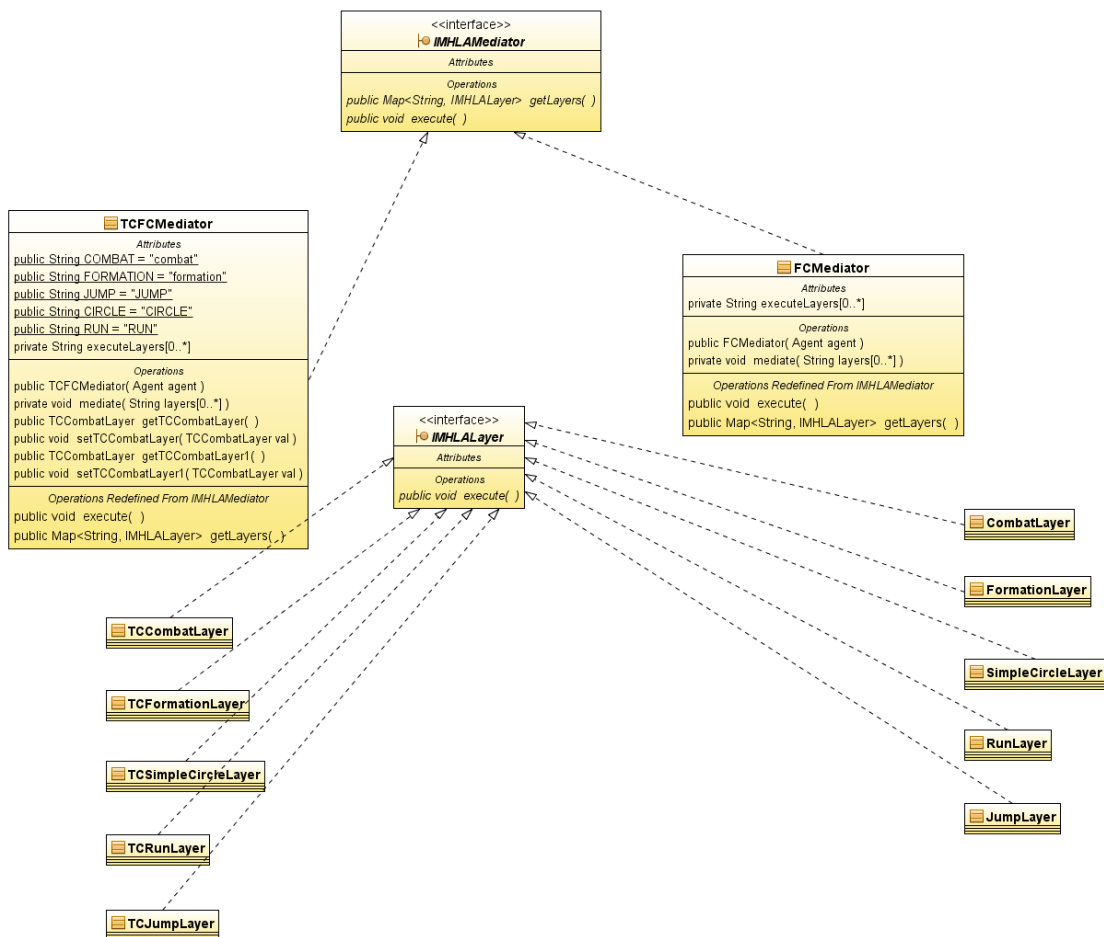 <<interface>>
IMHLAMediator
Attributes
Operations
public Map<String, IMHLALayer>  getLayers(  )
public void  execute(  )
TCFCMediator
Attributes
public String COMBAT = "combat"
public String FORMATION = "formation"
public String JUMP = "JUMP"
public String CIRCLE = "CIRCLE"
public String RUN = "RUN"
private String executeLayers[0..*]
Operations
public TCFCMediator( Agent agent )
private void  mediate( String layers[0..*] )
public TCCombatLayer  getTCCombatLayer(  )
public void  setTCCombatLayer( TCCombatLayer val )
public TCCombatLayer  getTCCombatLayer1(  )
public void  setTCCombatLayer1( TCCombatLayer val )
Operations Redefined From IMHLAMediator
public void  execute(  )
public Map<String, IMHLALayer>  getLayers(  )
FCMediator
Attributes
private String executeLayers[0..*]
Operations
public FCMediator( Agent agent )
private void  mediate( String layers[0..*] )
Operations Redefined From IMHLAMediator
public void  execute(  )
public Map<String, IMHLALayer>  getLayers(  )
<<interface>>
IMHLALayer
Attributes
Operations
public void  execute(  )
TCCombatLayer
TCFormationLayer
TCSimpleCircleLayer
TCRunLayer
TCJumpLayer
CombatLayer
FormationLayer
SimpleCircleLayer
RunLayer
JumpLayer